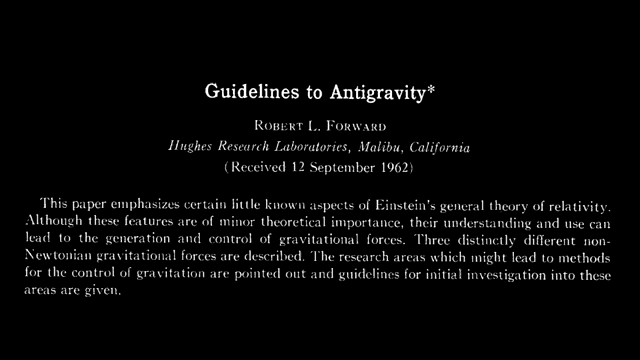 Guidelines to Antigravity*
ROBERT L. FORWARD
Hughes Research Laboratories, Malibu, California
(Received 12 September 1962)
This paper emphasizes certain little known aspects of Einstein's general theory of relativity.
Although these features are of minor theoretical importance, their understanding and use can
lead to the generation and control of gravitational forces. Three distinctly different non-
Newtonian gravitational forces are described. The research areas which might lead to methods
for the control of gravitation are pointed out and guidelines for initial investigation into these
areas are given.